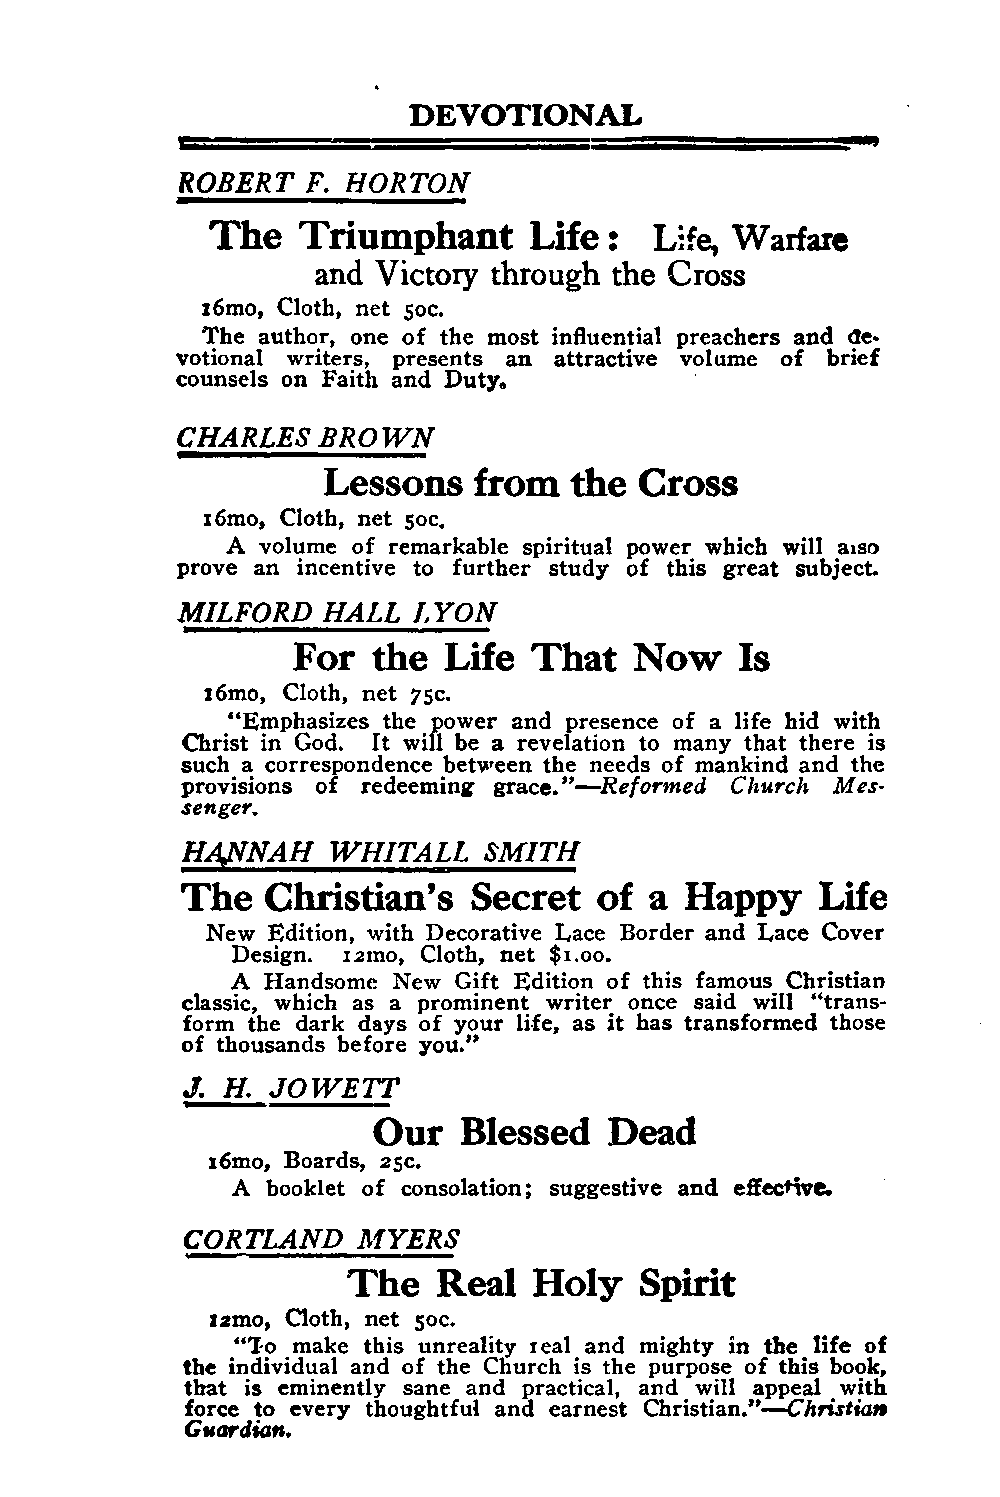 DEVOTIONAL
ROBERT F. HORTON
The Triumphant Life: Life, Warfare
and Victory through the Cross
16mo, Cloth, net 50c.
The author, one of the most influential preachers and de-
votional writers, presents an attractive volume of brief
counsels on Faith and Duty.
CHARLES BROWN
Lessons from the Cross
16mo, Cloth, net 50c.
A volume of remarkable spiritual power which will also
prove an incentive to further study of this great subject.
MILFORD HALL LYON
For the Life That Now Is
16mo, Cloth, net 75c.
"Emphasizes the power and presence of a life hid with
Christ in God. It will be a revelation to many that there is
such a correspondence between the needs of mankind and the
provisions of redeeming grace."—Reformed Church Mes-
senger.
HANNAH WHITALL SMITH
The Christian's Secret of a Happy Life
New Edition, with Decorative Lace Border and Lace Cover
Design. 12mo, Cloth, net $1.00.
A Handsome New Gift Edition of this famous Christian
classic, which as a prominent writer once said will "trans-
form the dark days of your life, as it has transformed those
of thousands before you."
J. H. JOWETT
Our Blessed Dead
16mo, Boards, 25c.
A booklet of consolation; suggestive and effective.
CORTLAND MYERS
The Real Holy Spirit
12mo, Cloth, net 50c.
"To make this unreality real and mighty in the life of
the individual and of the Church is the purpose of this book,
that is eminently sane and practical, and will appeal with
force to every thoughtful and earnest Christian."—Christian
Guardian.